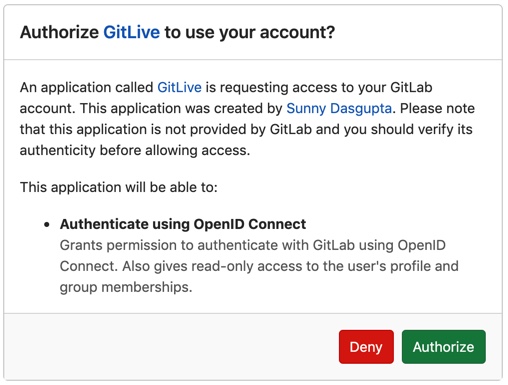 Authorize GitLive to use your account?
An application called GitLive is requesting access to your GitLab
account. This application was created by Sunny Dasgupta. Please note
that this application is not provided by GitLab and you should verify its
authenticity before allowing access.
This application will be able to:
• Authenticate using OpenID Connect
Grants permission to authenticate with GitLab using OpenID
Connect. Also gives read-only access to the user's profile and
group memberships.
Deny Authorize